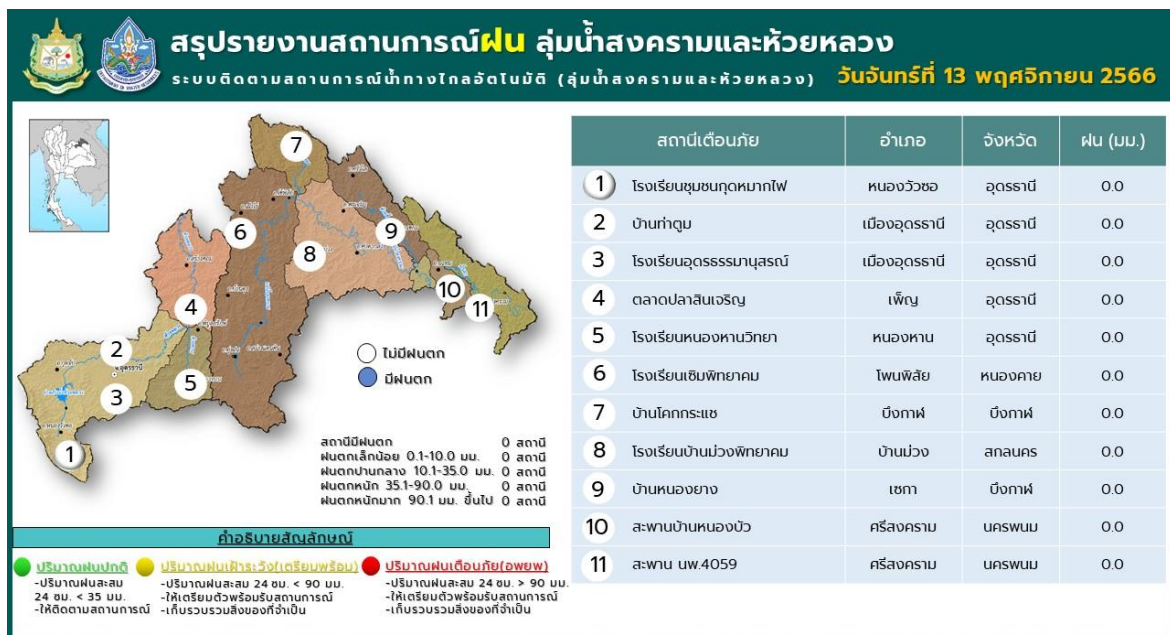 สรุปรายงานสถานการณ์ฝน ลุ่มน้ำสงครามและห้วยหลวง
ระบบติดตามสถานการณ์น้ำทางไกลอัตโนมัติ (ลุ่มน้ำสงครามและห้วยหลวง) วันจันทร์ที่ 13 พฤศจิกายน 2566
7
6
9
8
10
11
4
2
อ.อุดรธานี
5
3
1
ไม่มีฝนตก
มีฝนตก
สถานีมีฝนตก 0 สถานี
ฝนตกเล็กน้อย 0.1-10.0 มม. 0 สถานี
ฝนตกปานกลาง 10.1-35.0 มม. 0 สถานี
ฝนตกหนัก 35.1-90.0 มม. 0 สถานี
ฝนตกหนักมาก 90.1 มม. ขึ้นไป 0 สถานี
คำอธิบายสัญลักษณ์
ปริมาณฝนปกติ
-ปริมาณฝนสะสม
24 ชม. < 35 มม.
-ให้ติดตามสถานการณ์
ปริมาณฝนเฝ้าระวัง(เตรียมพร้อม)
-ปริมาณฝนสะสม 24 ชม. < 90 มม.
-ให้เตรียมตัวพร้อมรับสถานการณ์
-เก็บรวบรวมสิ่งของที่จำเป็น
ปริมาณฝนเตือนภัย(อพยพ)
-ปริมาณฝนสะสม 24 ชม. > 90 มม.
-ให้เตรียมตัวพร้อมรับสถานการณ์
-เก็บรวบรวมสิ่งของที่จำเป็น
สถานีเตือนภัย อำเภอ จังหวัด ฝน (มม.)
1 โรงเรียนชุมชนกุดหมากไฟ หนองวัวซอ อุดรธานี 0.0
2 บ้านท่าตูม เมืองอุดรธานี อุดรธานี 0.0
3 โรงเรียนอุดรธรรมานุสรณ์ เมืองอุดรธานี อุดรธานี 0.0
4 ตลาดปลาสินเจริญ เพ็ญ อุดรธานี 0.0
5 โรงเรียนหนองหานวิทยา หนองหาน อุดรธานี 0.0
6 โรงเรียนเซิมพิทยาคม โพนพิสัย หนองคาย 0.0
7 บ้านโคกกระแซ บึงกาฬ บึงกาฬ 0.0
8 โรงเรียนบ้านม่วงพิทยาคม บ้านม่วง สกลนคร 0.0
9 บ้านหนองยาง เซกา บึงกาฬ 0.0
10 สะพานบ้านหนองบัว ศรีสงคราม นครพนม 0.0
11 สะพาน นพ.4059 ศรีสงคราม นครพนม 0.0